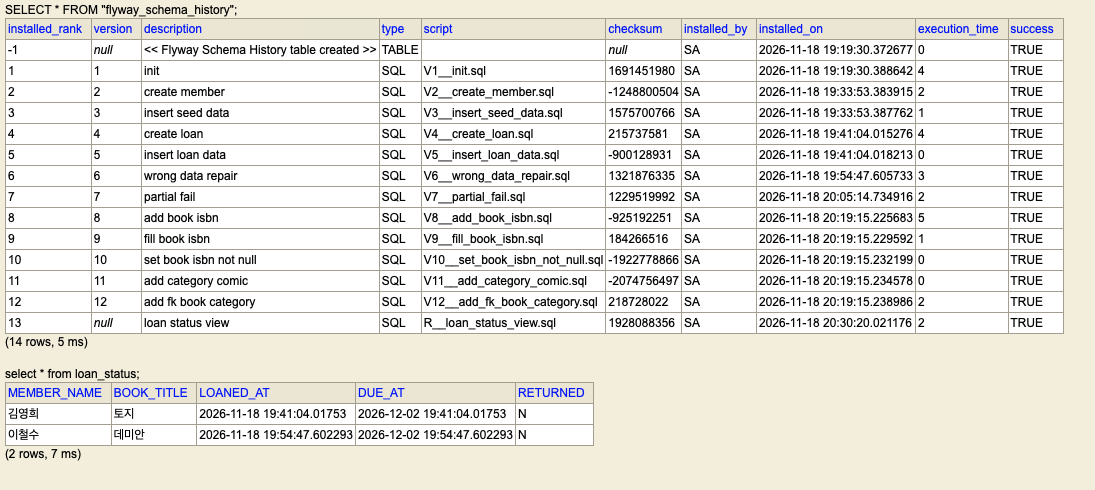 SELECT * FROM "flyway_schema_history";
installed_rank version description type script checksum installed_by installed_on execution_time success
-1 null << Flyway Schema History table created >> TABLE null SA 2026-11-18 19:19:30.372677 0 TRUE
1 1 init SQL V1__init.sql 1691451980 SA 2026-11-18 19:19:30.388642 4 TRUE
2 2 create member SQL V2__create_member.sql -1248800504 SA 2026-11-18 19:33:53.383915 2 TRUE
3 3 insert seed data SQL V3__insert_seed_data.sql 1575700766 SA 2026-11-18 19:33:53.387762 1 TRUE
4 4 create loan SQL V4__create_loan.sql 215737581 SA 2026-11-18 19:41:04.015276 4 TRUE
5 5 insert loan data SQL V5__insert_loan_data.sql -900128931 SA 2026-11-18 19:41:04.018213 0 TRUE
6 6 wrong data repair SQL V6__wrong_data_repair.sql 1321876335 SA 2026-11-18 19:54:47.605733 3 TRUE
7 7 partial fail SQL V7__partial_fail.sql 1229519992 SA 2026-11-18 20:05:14.734916 2 TRUE
8 8 add book isbn SQL V8__add_book_isbn.sql -925192251 SA 2026-11-18 20:19:15.225683 5 TRUE
9 9 fill book isbn SQL V9__fill_book_isbn.sql 184266516 SA 2026-11-18 20:19:15.229592 1 TRUE
10 10 set book isbn not null SQL V10__set_book_isbn_not_null.sql -1922778866 SA 2026-11-18 20:19:15.232199 0 TRUE
11 11 add category comic SQL V11__add_category_comic.sql -2074756497 SA 2026-11-18 20:19:15.234578 0 TRUE
12 12 add fk book category SQL V12__add_fk_book_category.sql 218728022 SA 2026-11-18 20:19:15.238986 2 TRUE
13 null loan status view SQL R__loan_status_view.sql 1928088356 SA 2026-11-18 20:30:20.021176 2 TRUE
(14 rows, 5 ms)
select * from loan_status;
MEMBER_NAME BOOK_TITLE LOANED_AT DUE_AT RETURNED
김영희 토지 2026-11-18 19:41:04.01753 2026-12-02 19:41:04.01753 N
이철수 데미안 2026-11-18 19:54:47.602293 2026-12-02 19:54:47.602293 N
(2 rows, 7 ms)